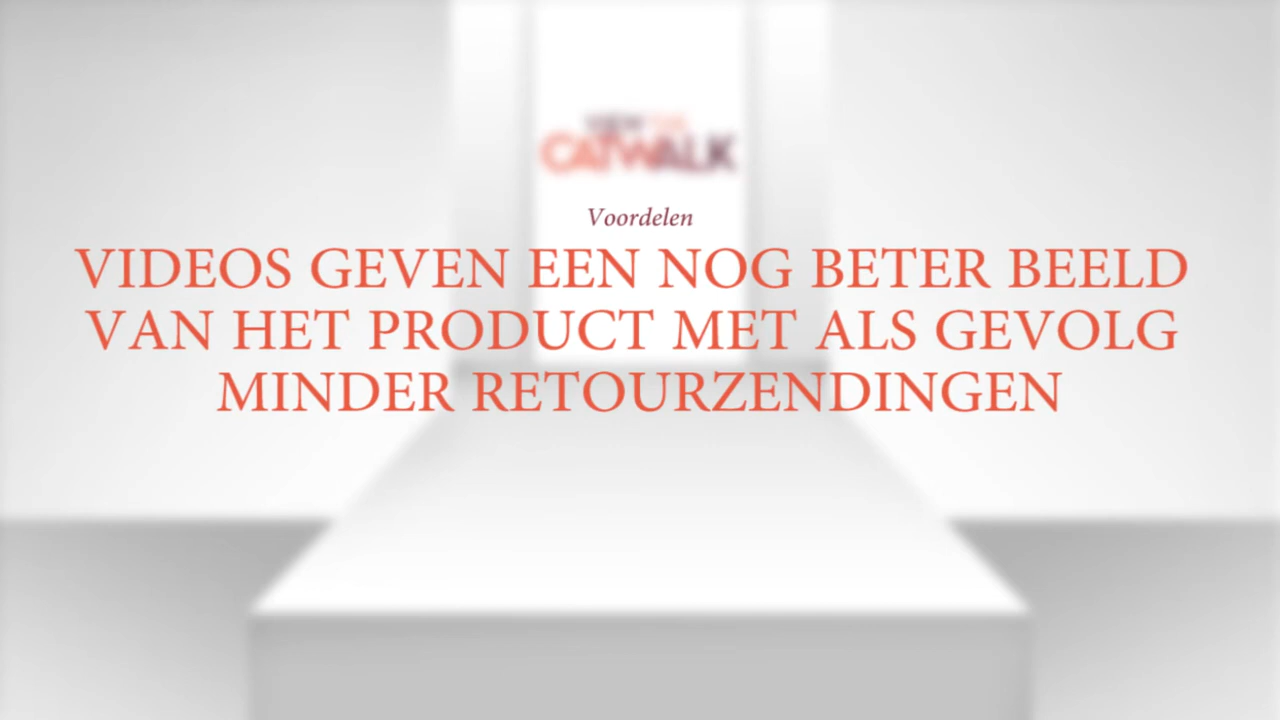 CATWALK
Voordelen
VIDEOS GEVEN EEN NOG BETER BEELD
VAN HET PRODUCT MET ALS GEVOLG
MINDER RETOURZENDINGEN